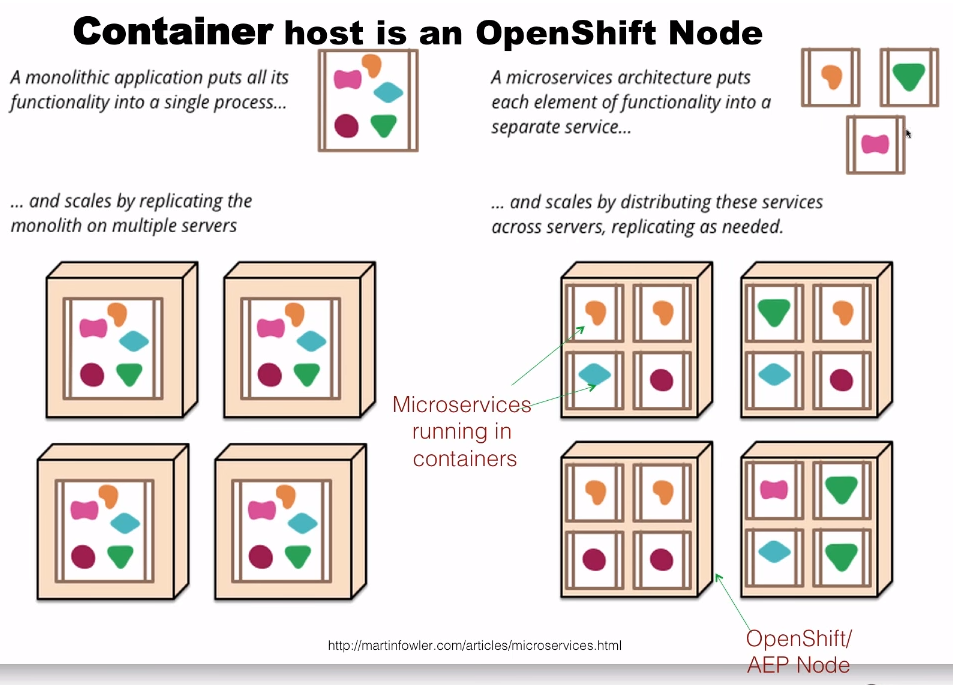 Container host is an OpenShift Node
A monolithic application puts all its
functionality into a single process...
... and scales by replicating the
monolith on multiple servers
A microservices architecture puts
each element of functionality into a
separate service...
... and scales by distributing these services
across servers, replicating as needed.
Microservices
running in
containers
http://martinfowler.com/articles/microservices.html
OpenShift/
AEP Node